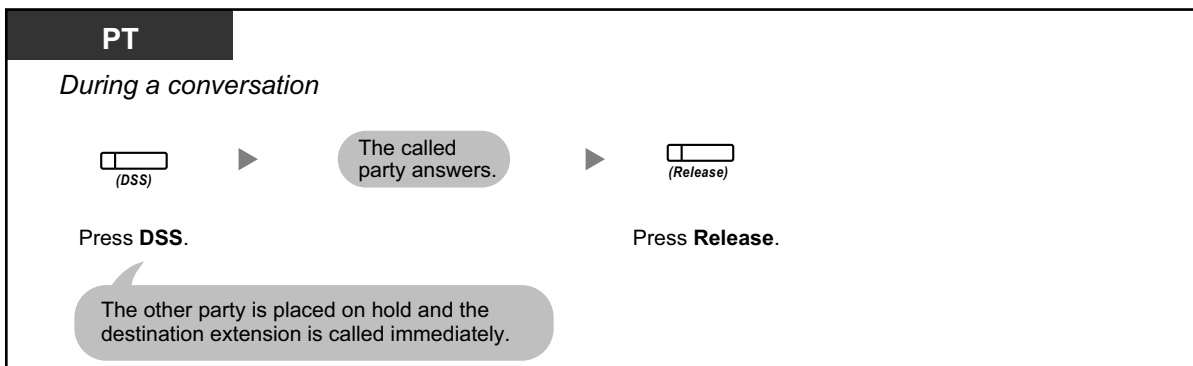 PT
During a conversation
The called
party answers.
(DSS)
(Release)
Press DSS.
Press Release.
The other party is placed on hold and the
destination extension is called immediately.